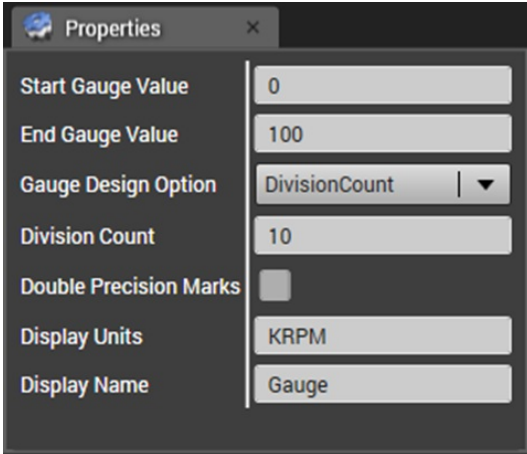 Properties
Start Gauge Value 0
End Gauge Value 100
Gauge Design Option DivisionCount
Division Count 10
Double Precision Marks
Display Units KRPM
Display Name Gauge